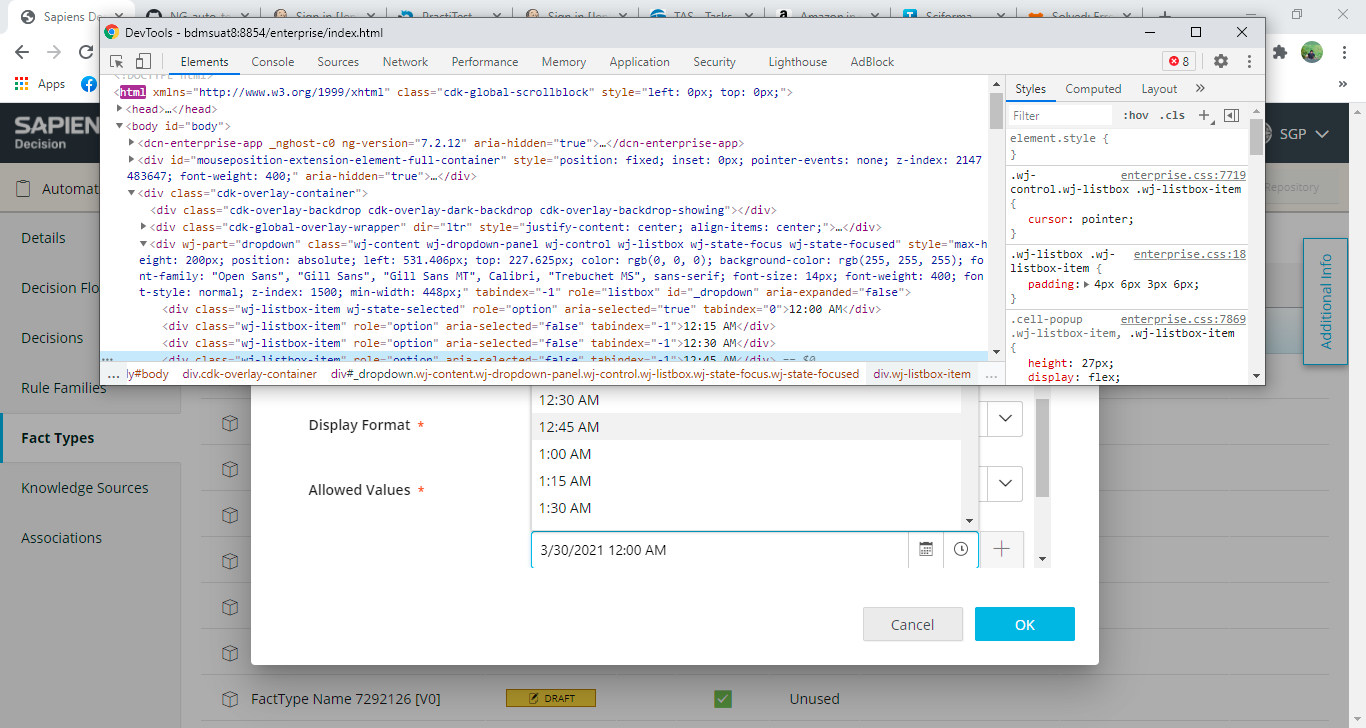 Sapiens De
NG-auto-ta
Sign in [Je
PractiTest
Sign in [Je
TAS - Tasks
Amazon.in
Sciforma
Solved: Err
DevTools - bdmsuat8:8854/enterprise/index.html
Elements Console Sources Network Performance Memory Application Security Lighthouse AdBlock 8
Apps
<!DOCTYPE html>
<html xmlns="http://www.w3.org/1999/xhtml" class="cdk-global-scrollblock" style="left: 0px; top: 0px;">
<head>…</head>
<body id="body">
<dcn-enterprise-app _nghost-c0 ng-version="7.2.12" aria-hidden="true">…</dcn-enterprise-app>
<div id="mouseposition-extension-element-full-container" style="position: fixed; inset: 0px; pointer-events: none; z-index: 2147
483647; font-weight: 400;" aria-hidden="true">…</div>
<div class="cdk-overlay-container">
<div class="cdk-overlay-backdrop cdk-overlay-dark-backdrop cdk-overlay-backdrop-showing"></div>
<div class="cdk-global-overlay-wrapper" dir="ltr" style="justify-content: center; align-items: center;">…</div>
<div wj-part="dropdown" class="wj-content wj-dropdown-panel wj-control wj-listbox wj-state-focus wj-state-focused" style="max-h
eight: 200px; position: absolute; left: 531.406px; top: 227.625px; color: rgb(0, 0, 0); background-color: rgb(255, 255, 255); fo
nt-family: "Open Sans", "Gill Sans", "Gill Sans MT", Calibri, "Trebuchet MS", sans-serif; font-size: 14px; font-weight: 400; fon
t-style: normal; z-index: 1500; min-width: 448px;" tabindex="-1" role="listbox" id="_dropdown" aria-expanded="false">
<div class="wj-listbox-item wj-state-selected" role="option" aria-selected="true" tabindex="0">12:00 AM</div>
<div class="wj-listbox-item" role="option" aria-selected="false" tabindex="-1">12:15 AM</div>
<div class="wj-listbox-item" role="option" aria-selected="false" tabindex="-1">12:30 AM</div>
<div class="wj-listbox-item" role="option" aria-selected="false" tabindex="-1">12:45 AM</div> == $0
... ly#body div.cdk-overlay-container div#_dropdown.wj-content.wj-dropdown-panel.wj-control.wj-listbox.wj-state-focus.wj-state-focused div.wj-listbox-item ...
Styles Computed Layout »
Filter :hov .cls +
element.style {
}
.wj- enterprise.css:7719
control.wj-listbox .wj-listbox-item
{
cursor: pointer;
}
.wj-listbox .wj- enterprise.css:18
listbox-item {
padding: 4px 6px 3px 6px;
}
.cell-popup enterprise.css:7869
.wj-listbox-item, .wj-listbox-item
{
height: 27px;
display: flex;
SAPIEN
Decision
SGP
Automat
Repository
Details
Decision Flo
Decisions
Rule Families
Fact Types
Knowledge Sources
Associations
Additional Info
Display Format *
Allowed Values *
12:30 AM
12:45 AM
1:00 AM
1:15 AM
1:30 AM
3/30/2021 12:00 AM
Cancel OK
FactType Name 7292126 [V0] DRAFT Unused